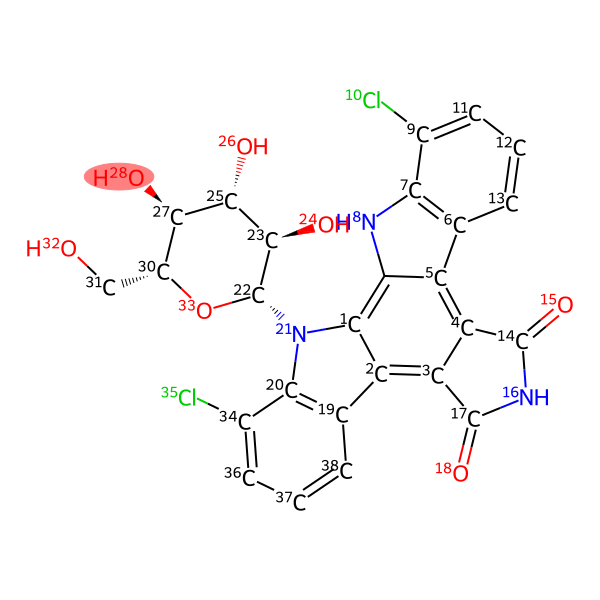 ¹⁰Cl
¹¹C
⁹C
²⁶OH
¹²C
H²⁸O
⁷C
²⁵C
¹³C
²⁷C
²⁴OH
H⁸N
⁶C
²³C
H³²O
³⁰C
⁵C
³¹C
²²C
¹⁵O
³³O
¹C
⁴C
²¹N
¹⁴C
²C
³C
²⁰C
³⁵Cl
¹⁶NH
¹⁹C
¹⁷C
³⁴C
³⁸C
¹⁸O
³⁶C
³⁷C